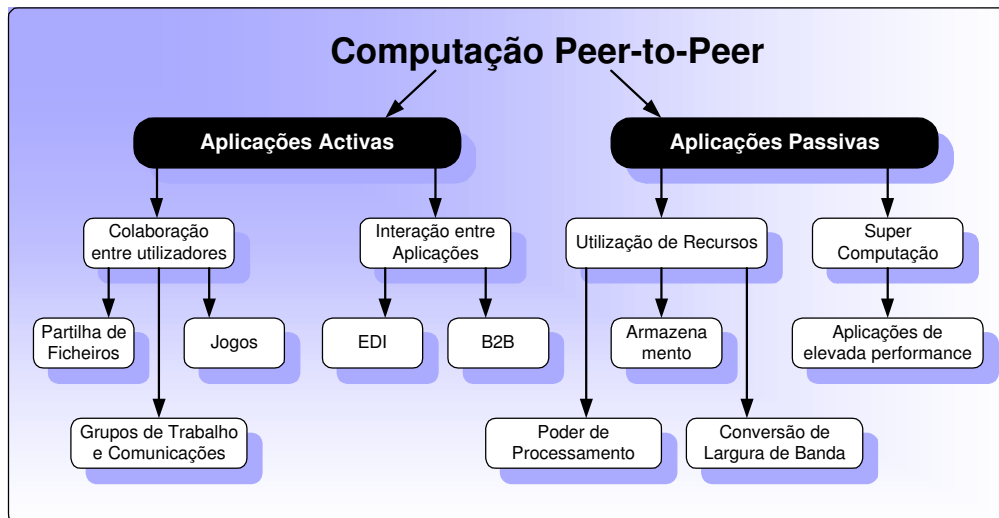 Computação Peer-to-Peer
Aplicações Activas
Aplicações Passivas
Colaboração
entre utilizadores
Interação entre
Aplicações
Utilização de Recursos
Super
Computação
Partilha de
Ficheiros
Jogos
EDI
B2B
Armazena
mento
Aplicações de
elevada performance
Grupos de Trabalho
e Comunicações
Poder de
Processamento
Conversão de
Largura de Banda